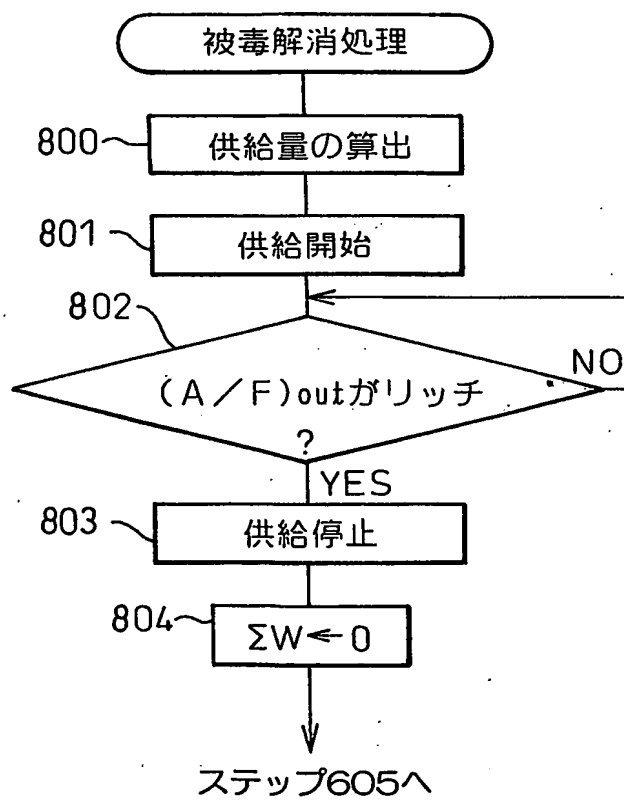 被毒解消処理
800
供給量の算出
801
供給開始
802
(A/F)outがリッチ
?
NO
YES
803
供給停止
804
ΣW←0
ステップ605へ